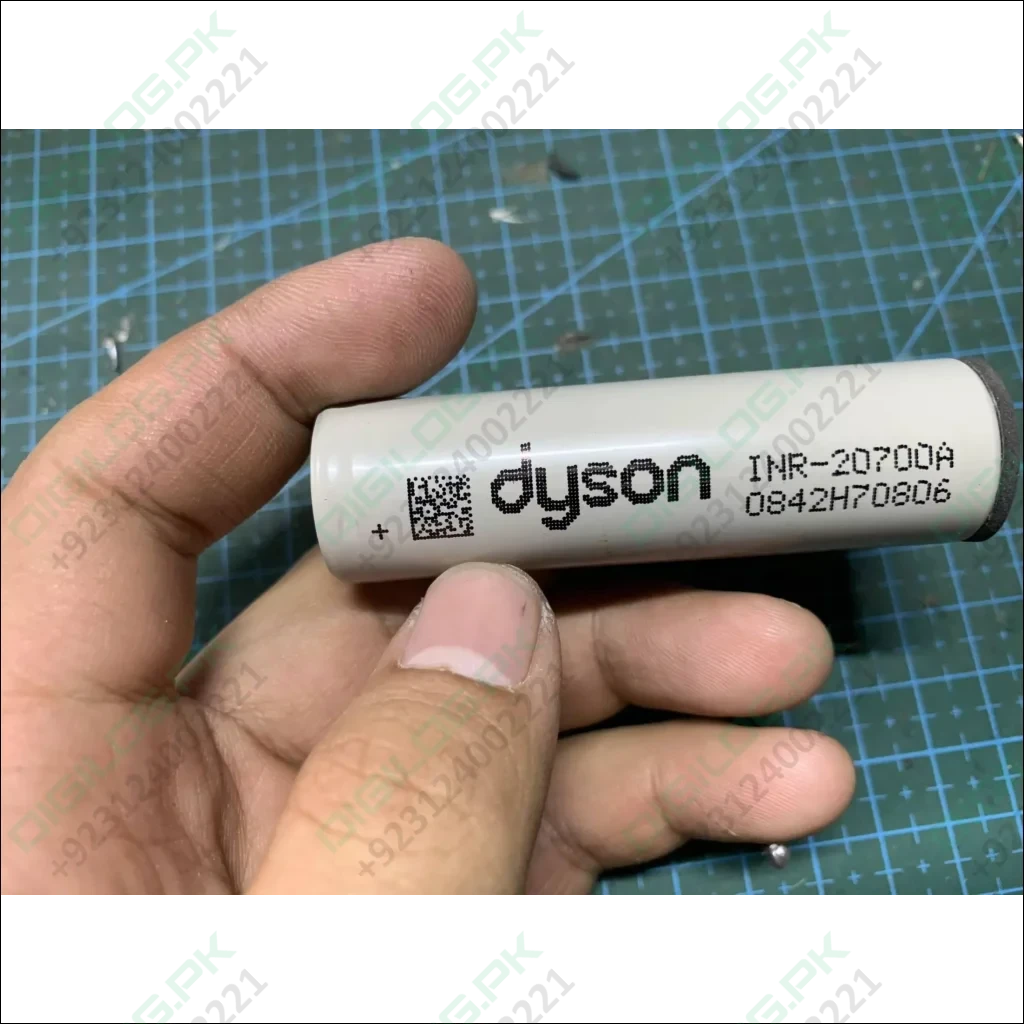 +
dyson
INR-20700A
0842H70806
DIGILOG.PK
+923124002221